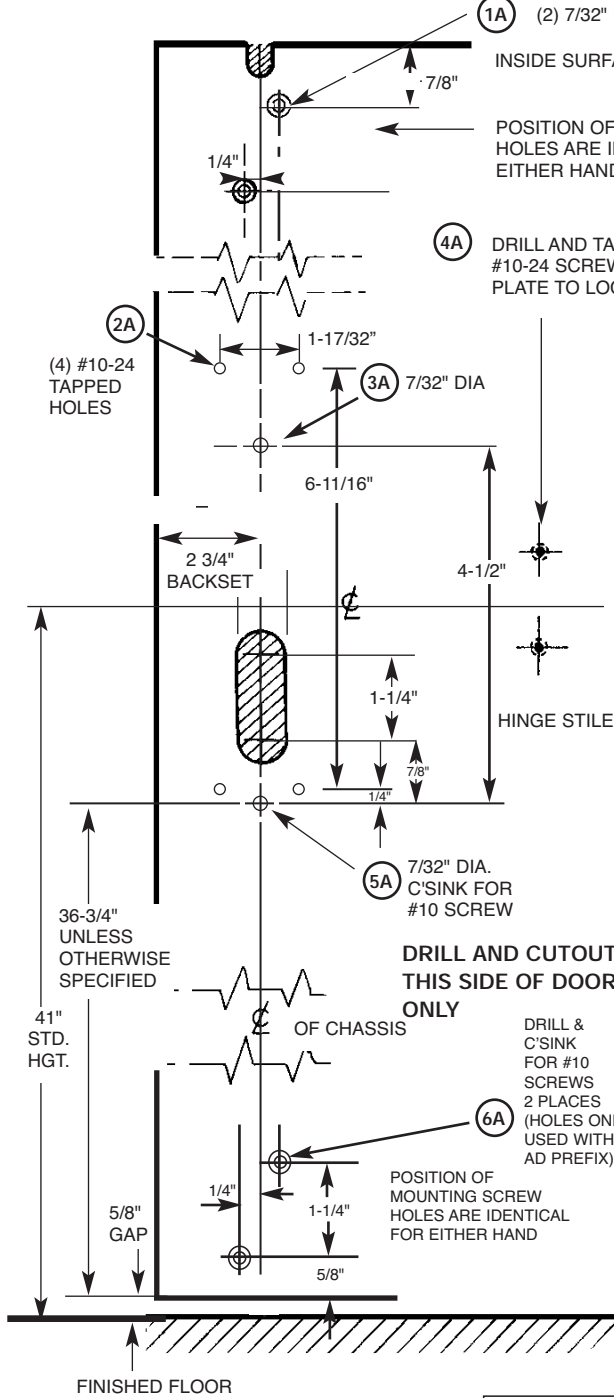 1A (2) 7/32"
INSIDE
7/8"
POSITION OF
HOLES ARE
EITHER HAND
1/4"
4A DRILL AND
#10-24
PLATE TO
2A
1-17/32"
(4) #10-24
TAPPED
HOLES
3A 7/32" DIA
6-11/16"
2 3/4"
BACKSET
4-1/2"
℄
1-1/4"
HINGE STILE
7/8"
1/4"
5A 7/32" DIA.
C'SINK FOR
#10 SCREW
36-3/4"
UNLESS
OTHERWISE
SPECIFIED
DRILL AND CUTOUT
THIS SIDE OF DOOR
ONLY
41"
STD.
HGT.
℄ OF CHASSIS
DRILL &
C'SINK
FOR #10
SCREWS
2 PLACES
(HOLES
USED WITH
AD PREFIX)
6A
POSITION OF
MOUNTING SCREW
HOLES ARE IDENTICAL
FOR EITHER HAND
1/4"
1-1/4"
5/8"
GAP
5/8"
FINISHED FLOOR